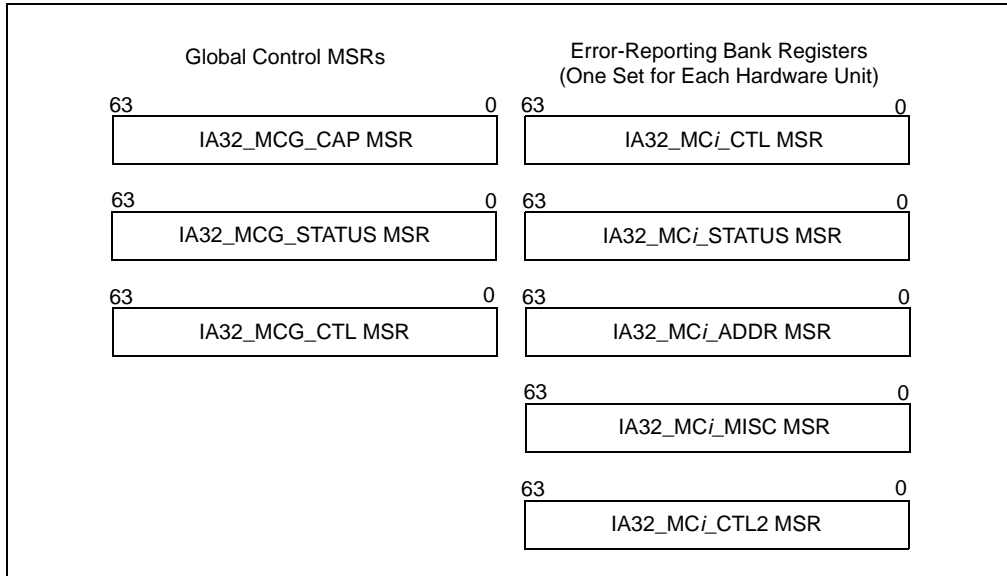 Global Control MSRs
Error-Reporting Bank Registers
(One Set for Each Hardware Unit)
63 0
IA32_MCG_CAP MSR
63 0
IA32_MCi_CTL MSR
63 0
IA32_MCG_STATUS MSR
63 0
IA32_MCi_STATUS MSR
63 0
IA32_MCG_CTL MSR
63 0
IA32_MCi_ADDR MSR
63 0
IA32_MCi_MISC MSR
63 0
IA32_MCi_CTL2 MSR